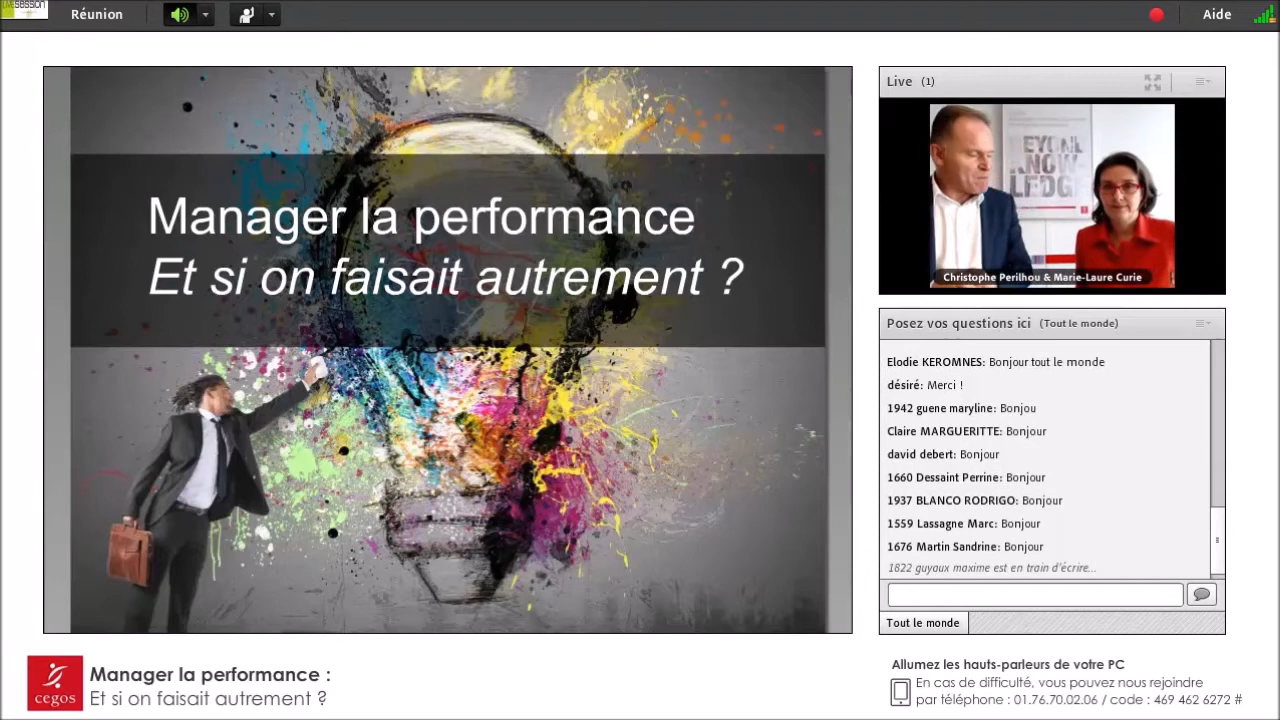 SESSION
Réunion
Aide
Manager la performance
Et si on faisait autrement ?
Live (1)
EYON
KNOW
LEDG
Christophe Perilhou & Marie-Laure Curie
Posez vos questions ici (Tout le monde)
Elodie KEROMNES: Bonjour tout le monde
désiré: Merci !
1942 guene maryline: Bonjou
Claire MARGUERITTE: Bonjour
david debert: Bonjour
1660 Dessaint Perrine: Bonjour
1937 BLANCO RODRIGO: Bonjour
1559 Lassagne Marc: Bonjour
1676 Martin Sandrine: Bonjour
1822 guyaux maxime est en train d'écrire...
Tout le monde
cegos
Manager la performance :
Et si on faisait autrement ?
Allumez les hauts-parleurs de votre PC
En cas de difficulté, vous pouvez nous rejoindre
par téléphone : 01.76.70.02.06 / code : 469 462 6272 #